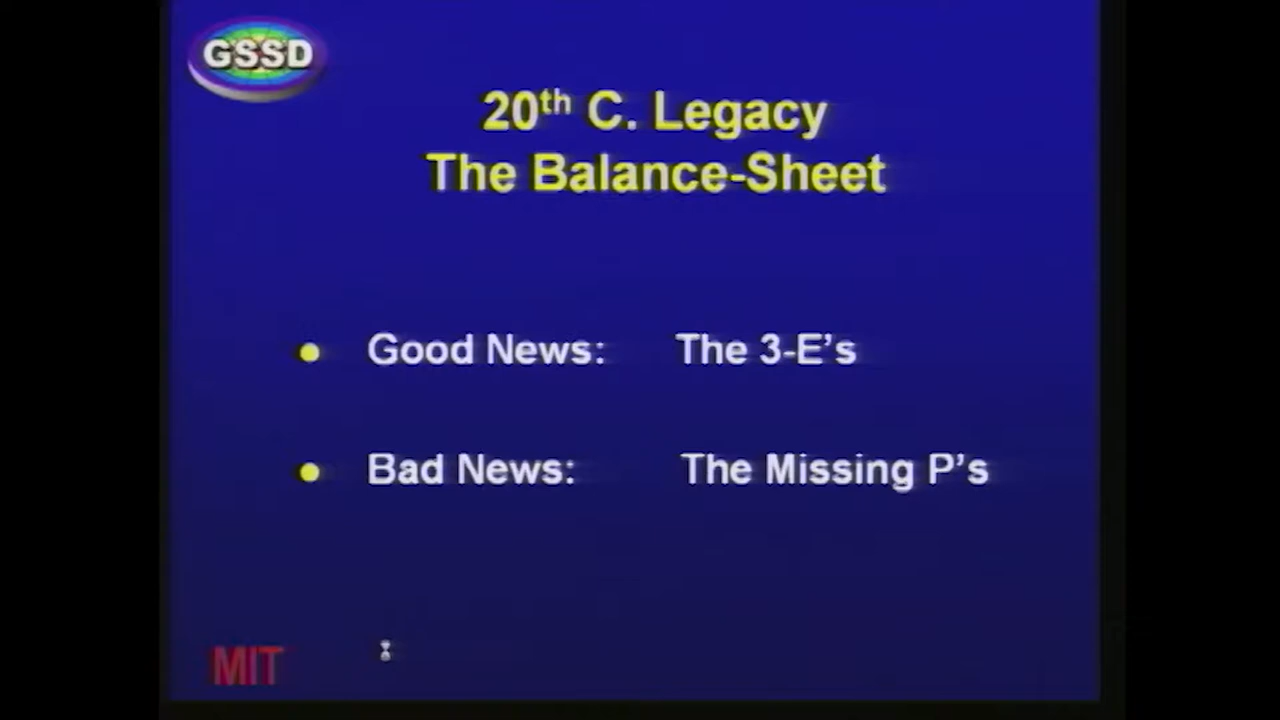 GSSD
20th C. Legacy
The Balance-Sheet
Good News: The 3-E’s
Bad News: The Missing P’s
MIT